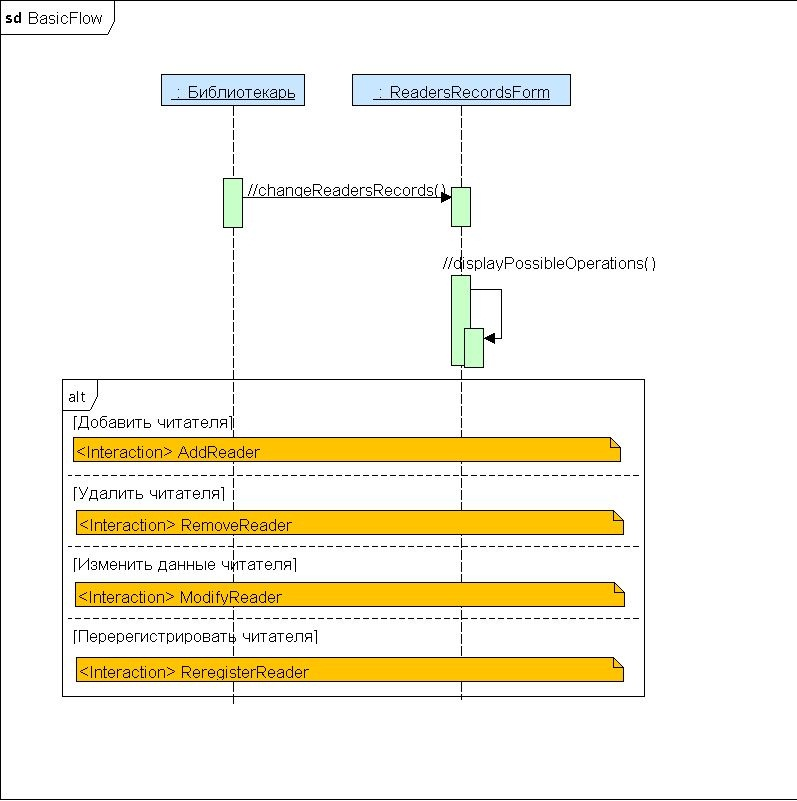 sd BasicFlow
: Библиотекарь
: ReadersRecordsForm
//changeReadersRecords()
//displayPossibleOperations()
alt
[Добавить читателя]
<Interaction> AddReader
[Удалить читателя]
<Interaction> RemoveReader
[Изменить данные читателя]
<Interaction> ModifyReader
[Перерегистрировать читателя]
<Interaction> ReregisterReader